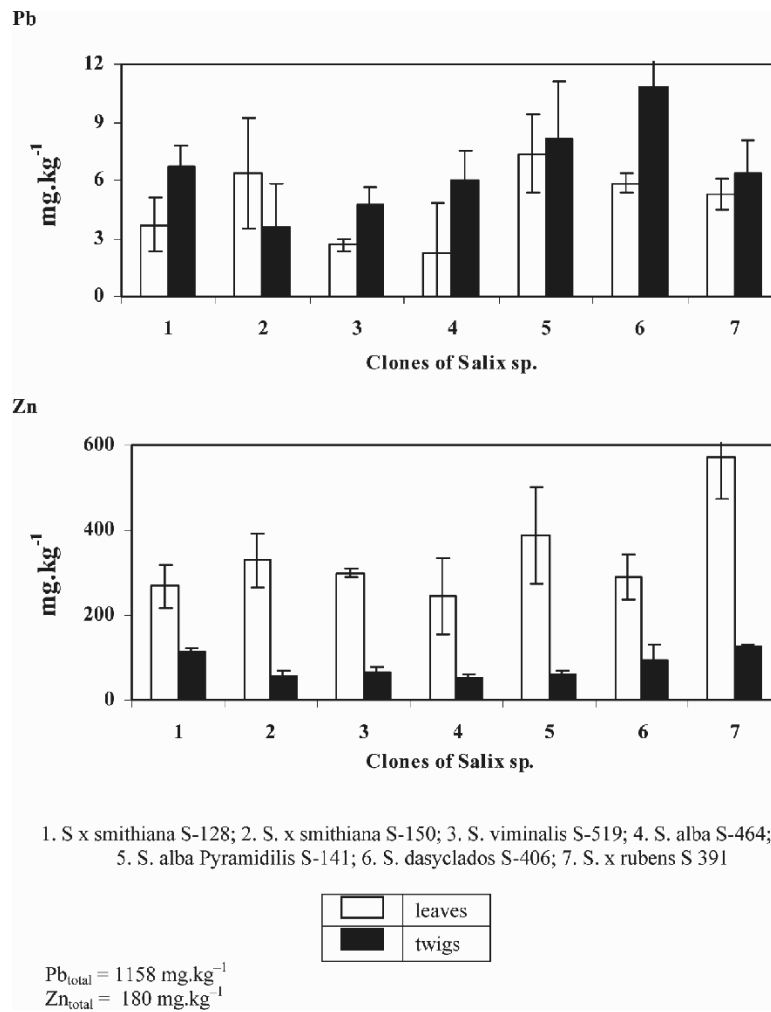 Pb
12
9
6
3
0
mg.kg⁻¹
1 2 3 4 5 6 7
Clones of Salix sp.
Zn
600
400
200
0
mg.kg⁻¹
1 2 3 4 5 6 7
Clones of Salix sp.
1. S x smithiana S-128; 2. S. x smithiana S-150; 3. S. viminalis S-519; 4. S. alba S-464;
5. S. alba Pyramidilis S-141; 6. S. dasyclados S-406; 7. S. x rubens S 391
leaves
twigs
Pb_total = 1158 mg.kg⁻¹
Zn_total = 180 mg.kg⁻¹